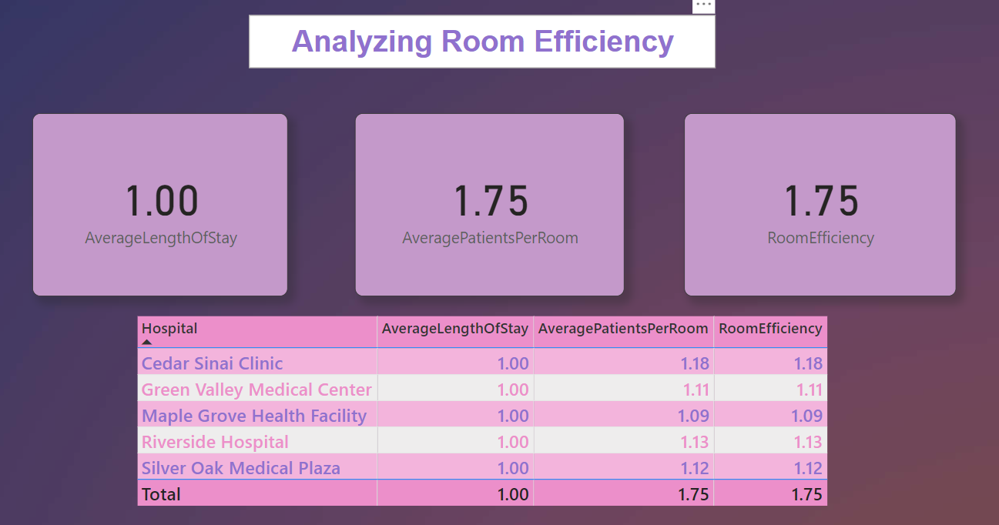 Analyzing Room Efficiency
1.00
AverageLengthOfStay
1.75
AveragePatientsPerRoom
1.75
RoomEfficiency
Hospital AverageLengthOfStay AveragePatientsPerRoom RoomEfficiency
Cedar Sinai Clinic 1.00 1.18 1.18
Green Valley Medical Center 1.00 1.11 1.11
Maple Grove Health Facility 1.00 1.09 1.09
Riverside Hospital 1.00 1.13 1.13
Silver Oak Medical Plaza 1.00 1.12 1.12
Total 1.00 1.75 1.75